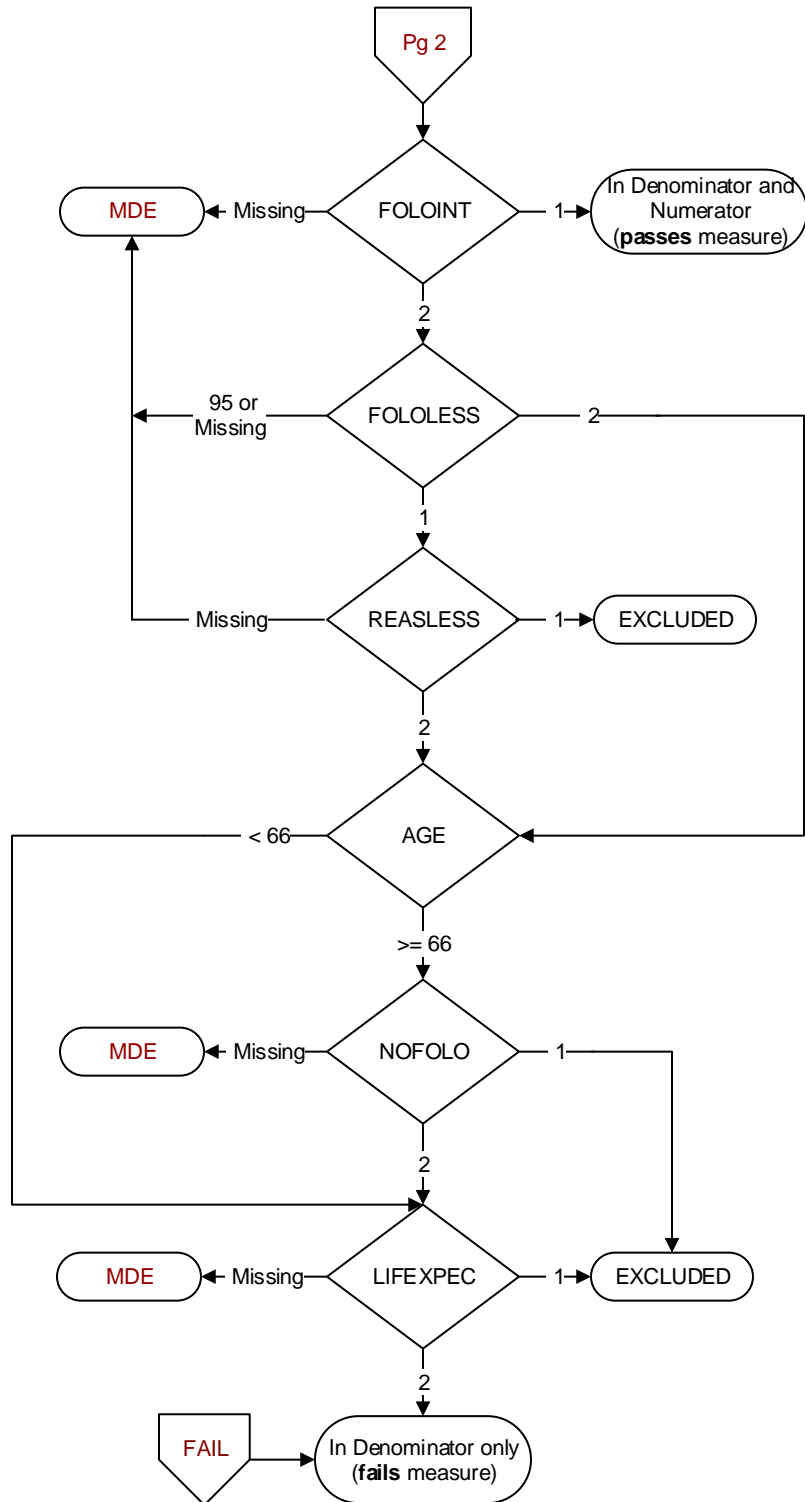 Pg 2
MDE
Missing
FOLOINT
1
In Denominator and
Numerator
(passes measure)
2
95 or
Missing
FOLOLESS
2
1
Missing
REASLESS
1
EXCLUDED
2
< 66
AGE
>= 66
MDE
Missing
NOFOLO
1
2
MDE
Missing
LIFEXPEC
1
EXCLUDED
2
FAIL
In Denominator only
(fails measure)